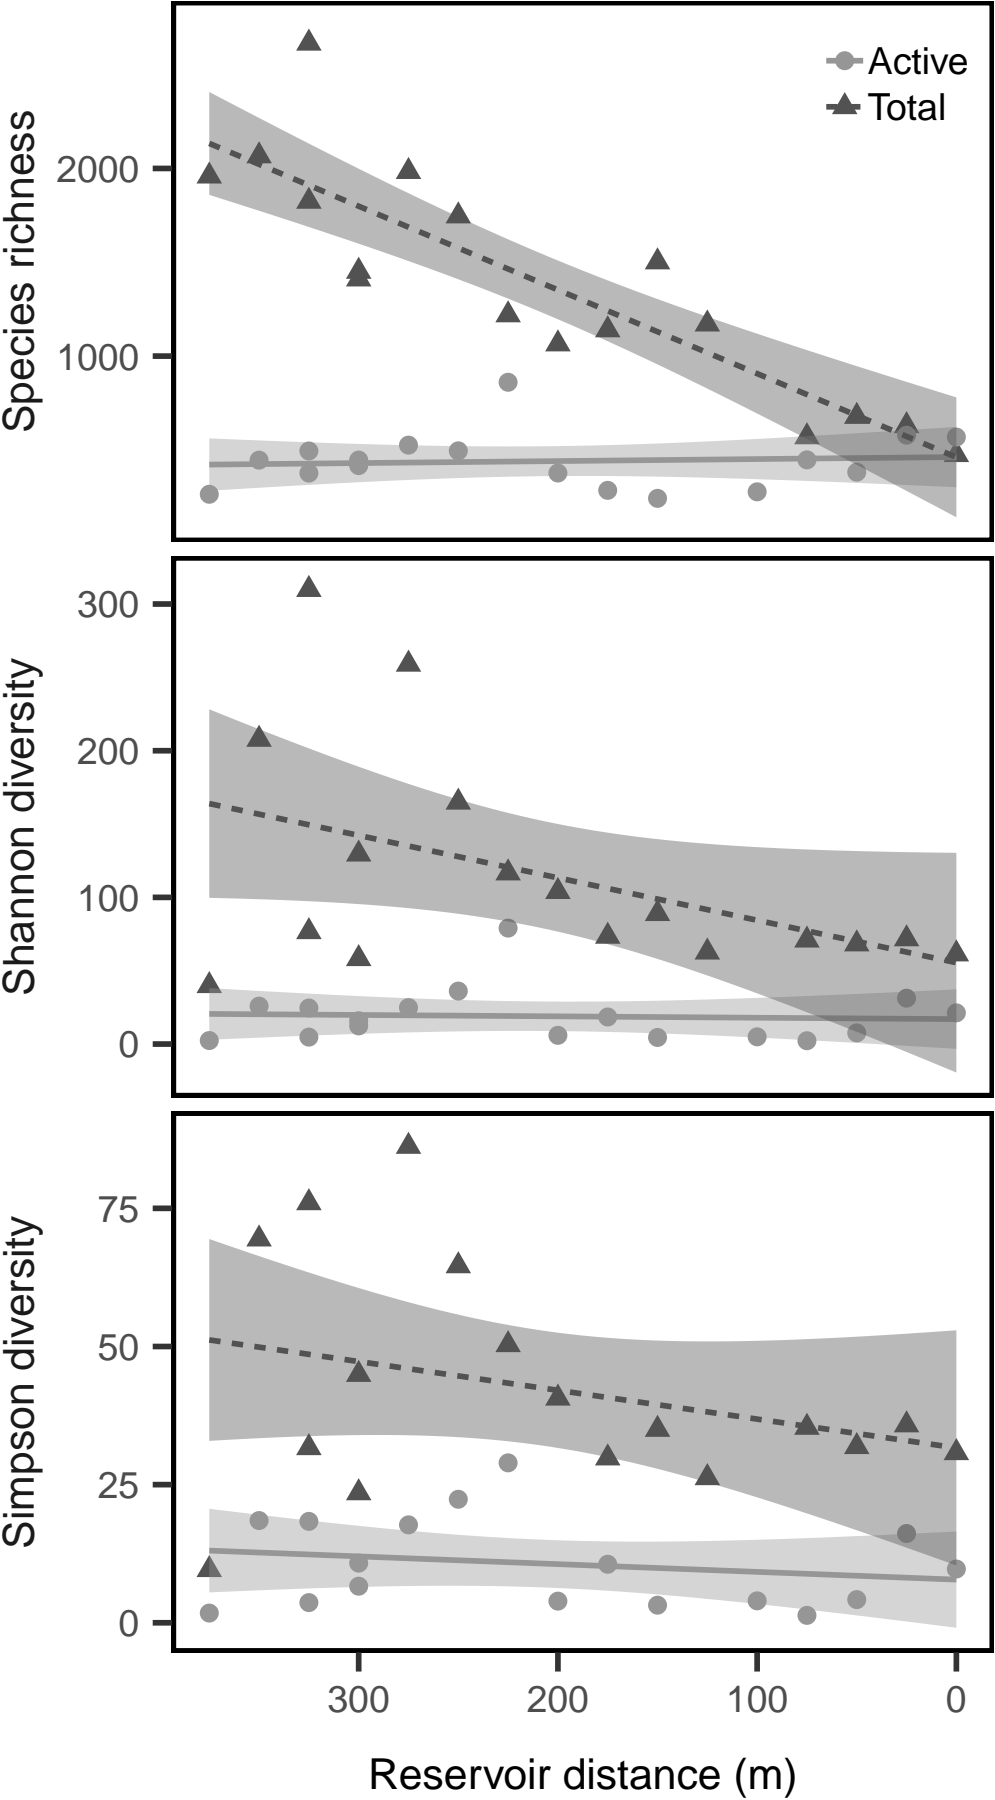 Active
Total
Species richness
2000
1000
Shannon diversity
300
200
100
0
Simpson diversity
75
50
25
0
300 200 100 0
Reservoir distance (m)